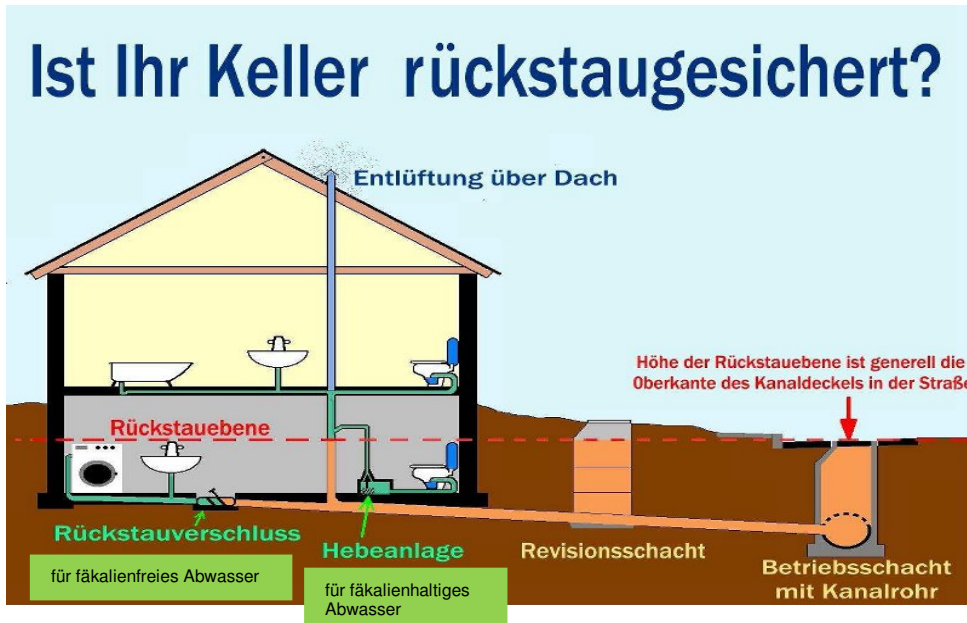 Ist Ihr Keller rückstaugesichert?
Entlüftung über Dach
Höhe der Rückstauebene ist generell die
Oberkante des Kanaldeckels in der Straße
Rückstauebene
Rückstauverschluss
Hebeanlage
Revisionsschacht
Betriebsschacht
mit Kanalrohr
für fäkalienfreies Abwasser
für fäkalienhaltiges
Abwasser